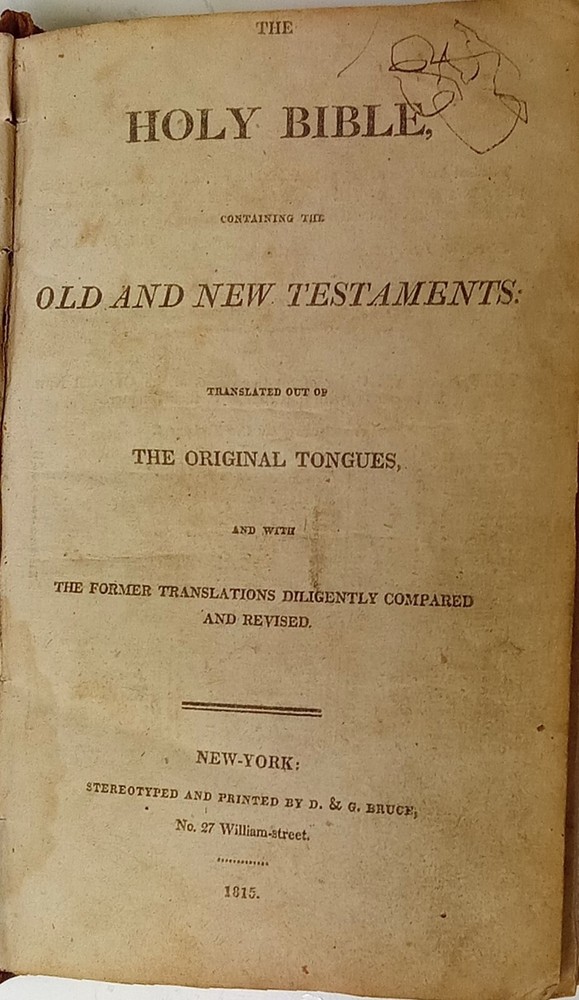 THE
HOLY BIBLE,
CONTAINING THE
OLD AND NEW TESTAMENTS:
TRANSLATED OUT OF
THE ORIGINAL TONGUES,
AND WITH
THE FORMER TRANSLATIONS DILIGENTLY COMPARED
AND REVISED.
NEW-YORK:
STEREOTYPED AND PRINTED BY D. & G. BRUCE,
No. 27 William-street.
1815.